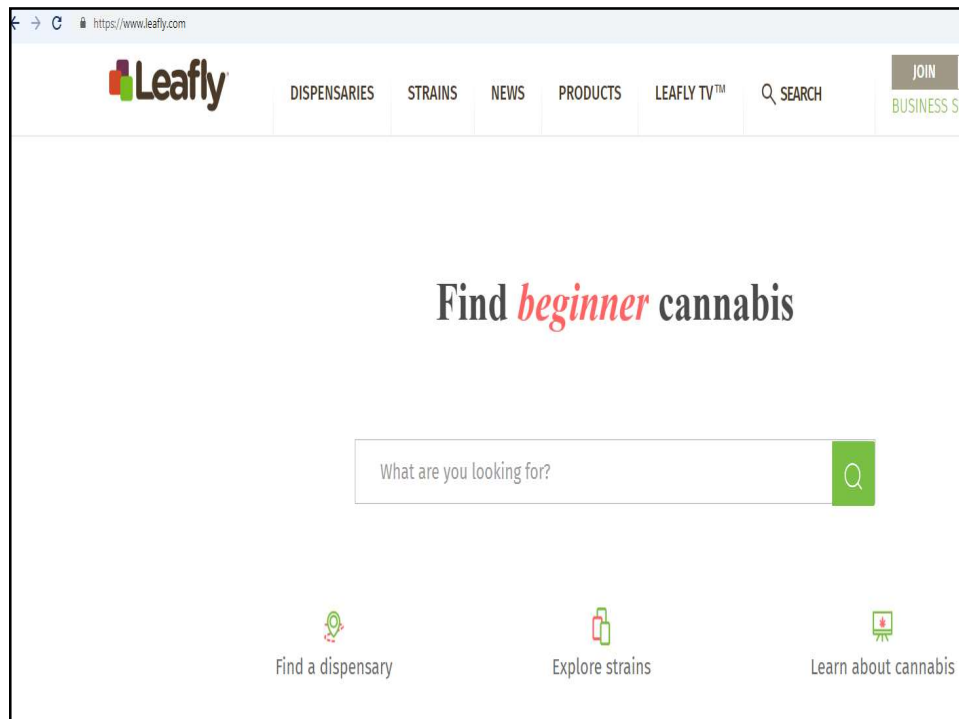 https://www.leafly.com
Leafly
DISPENSARIES STRAINS NEWS PRODUCTS LEAFLY TV™ SEARCH JOIN
BUSINESS S
Find beginner cannabis
What are you looking for?
Find a dispensary Explore strains Learn about cannabis